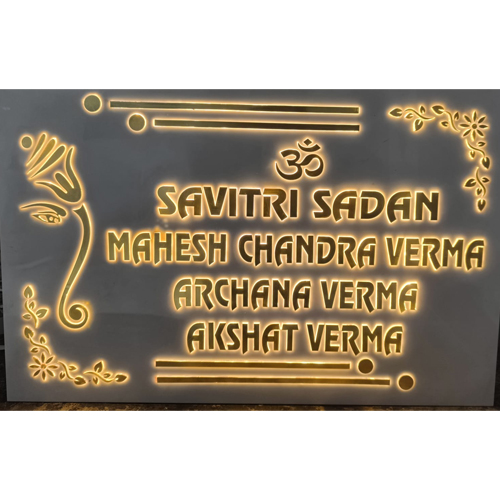 ॐ
SAVITRI SADAN
MAHESH CHANDRA VERMA
ARCHANA VERMA
AKSHAT VERMA